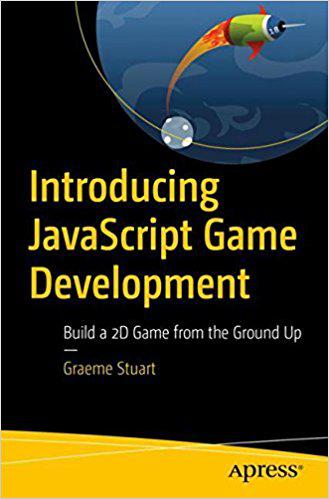 Introducing
JavaScript Game
Development
Build a 2D Game from the Ground Up
—
Graeme Stuart
Apress®